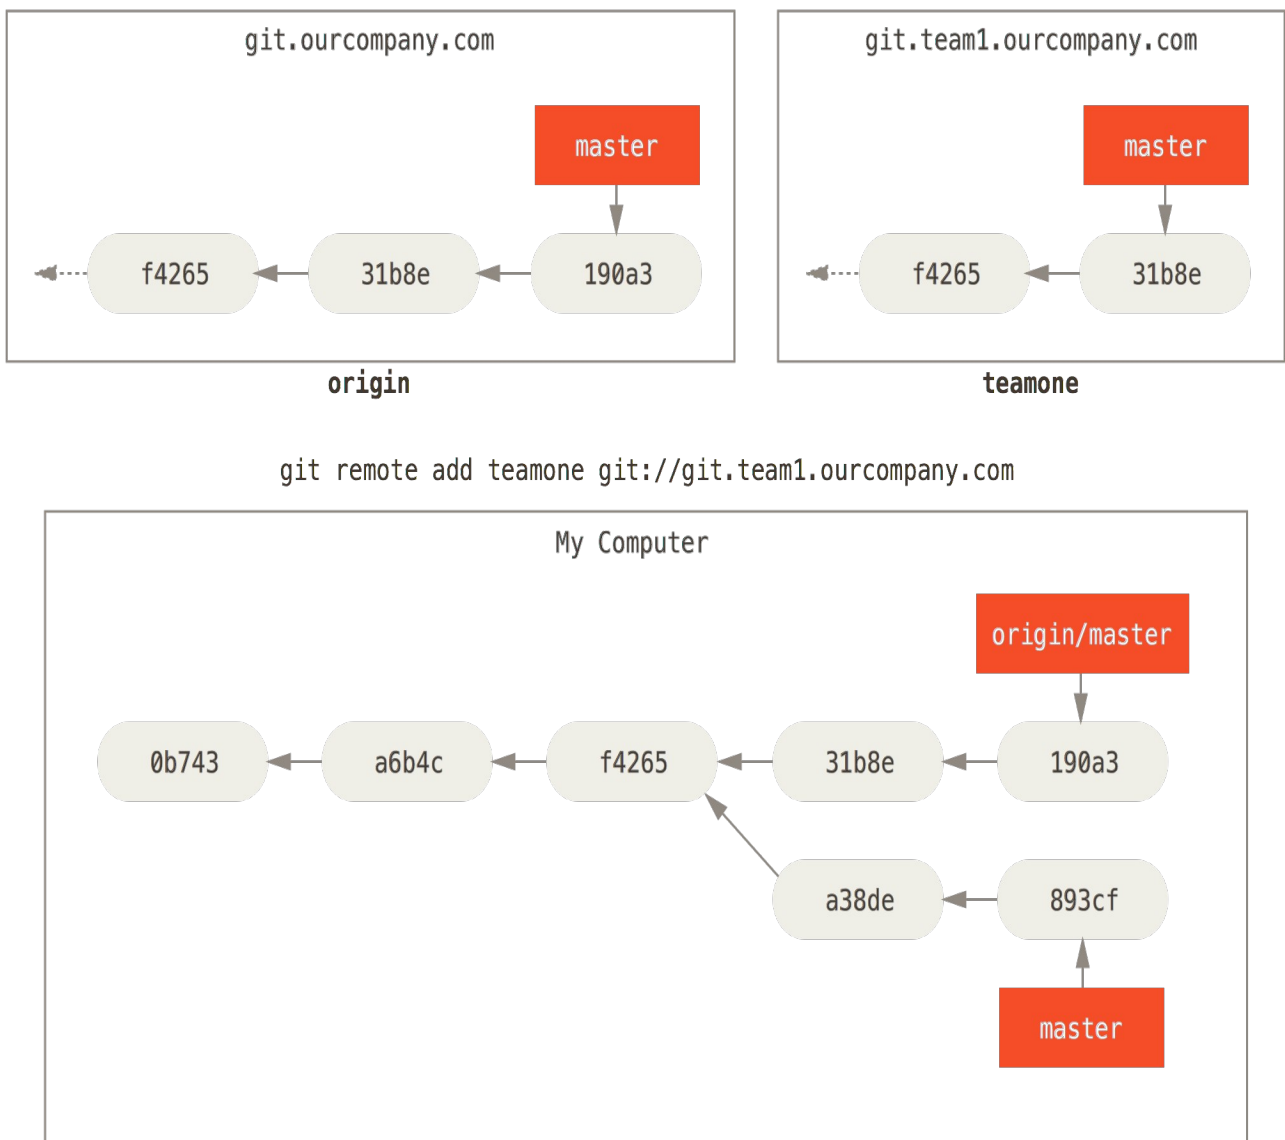 git.ourcompany.com
master
f4265 31b8e 190a3
origin
git.team1.ourcompany.com
master
f4265 31b8e
teamone
git remote add teamone git://git.team1.ourcompany.com
My Computer
origin/master
0b743 a6b4c f4265 31b8e 190a3
a38de 893cf
master